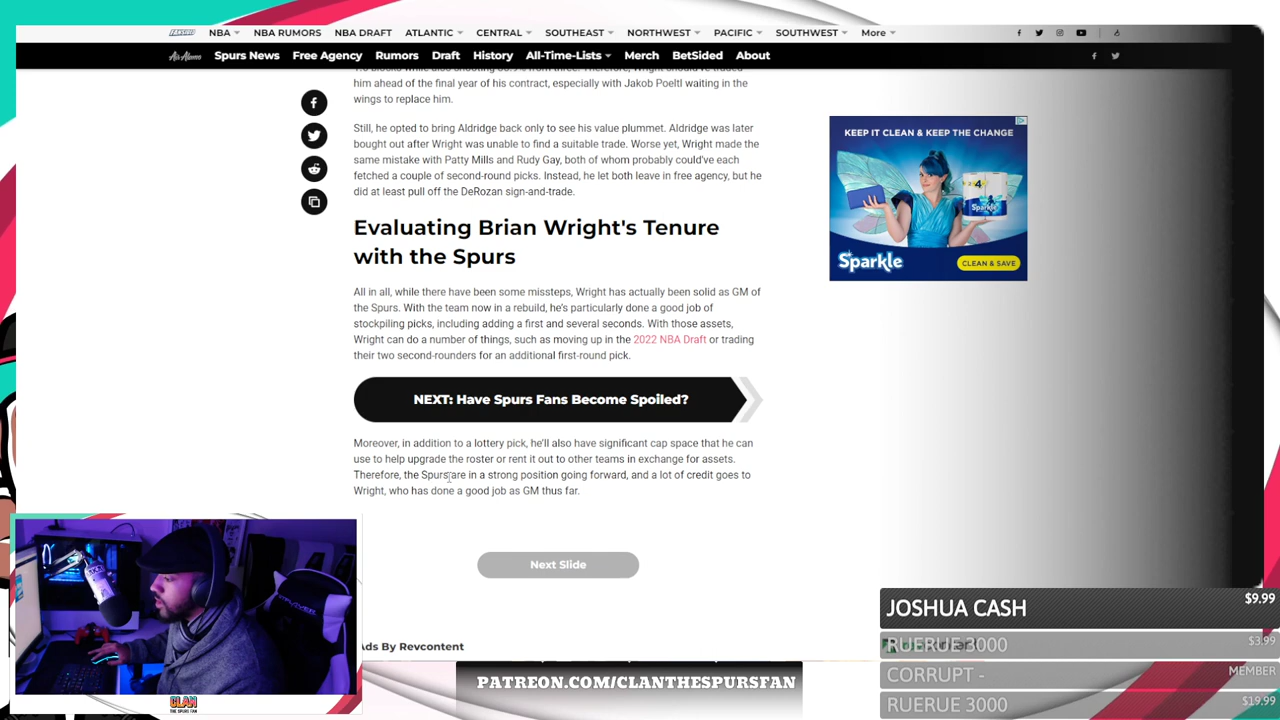 FANSIDED NBA NBA RUMORS NBA DRAFT ATLANTIC CENTRAL SOUTHEAST NORTHWEST PACIFIC SOUTHWEST More
Air Alamo Spurs News Free Agency Rumors Draft History All-Time-Lists Merch BetSided About
him ahead of the final year of his contract, especially with Jakob Poeltl waiting in the
wings to replace him.
Still, he opted to bring Aldridge back only to see his value plummet. Aldridge was later
bought out after Wright was unable to find a suitable trade. Worse yet, Wright made the
same mistake with Patty Mills and Rudy Gay, both of whom probably could've each
fetched a couple of second-round picks. Instead, he let both leave in free agency, but he
did at least pull off the DeRozan sign-and-trade.
Evaluating Brian Wright's Tenure
with the Spurs
All in all, while there have been some missteps, Wright has actually been solid as GM of
the Spurs. With the team now in a rebuild, he's particularly done a good job of
stockpiling picks, including adding a first and several seconds. With those assets,
Wright can do a number of things, such as moving up in the 2022 NBA Draft or trading
their two second-rounders for an additional first-round pick.
NEXT: Have Spurs Fans Become Spoiled?
Moreover, in addition to a lottery pick, he'll also have significant cap space that he can
use to help upgrade the roster or rent it out to other teams in exchange for assets.
Therefore, the Spurs are in a strong position going forward, and a lot of credit goes to
Wright, who has done a good job as GM thus far.
Next Slide
Ads By Revcontent
KEEP IT CLEAN & KEEP THE CHANGE
4
Sparkle
Sparkle
CLEAN & SAVE
CLAN
THE SPURS FAN
PATREON.COM/CLANTHESPURSFAN
JOSHUA CASH $9.99
RUERUE 3000 $3.99
CORRUPT - MEMBER
RUERUE 3000 $19.99